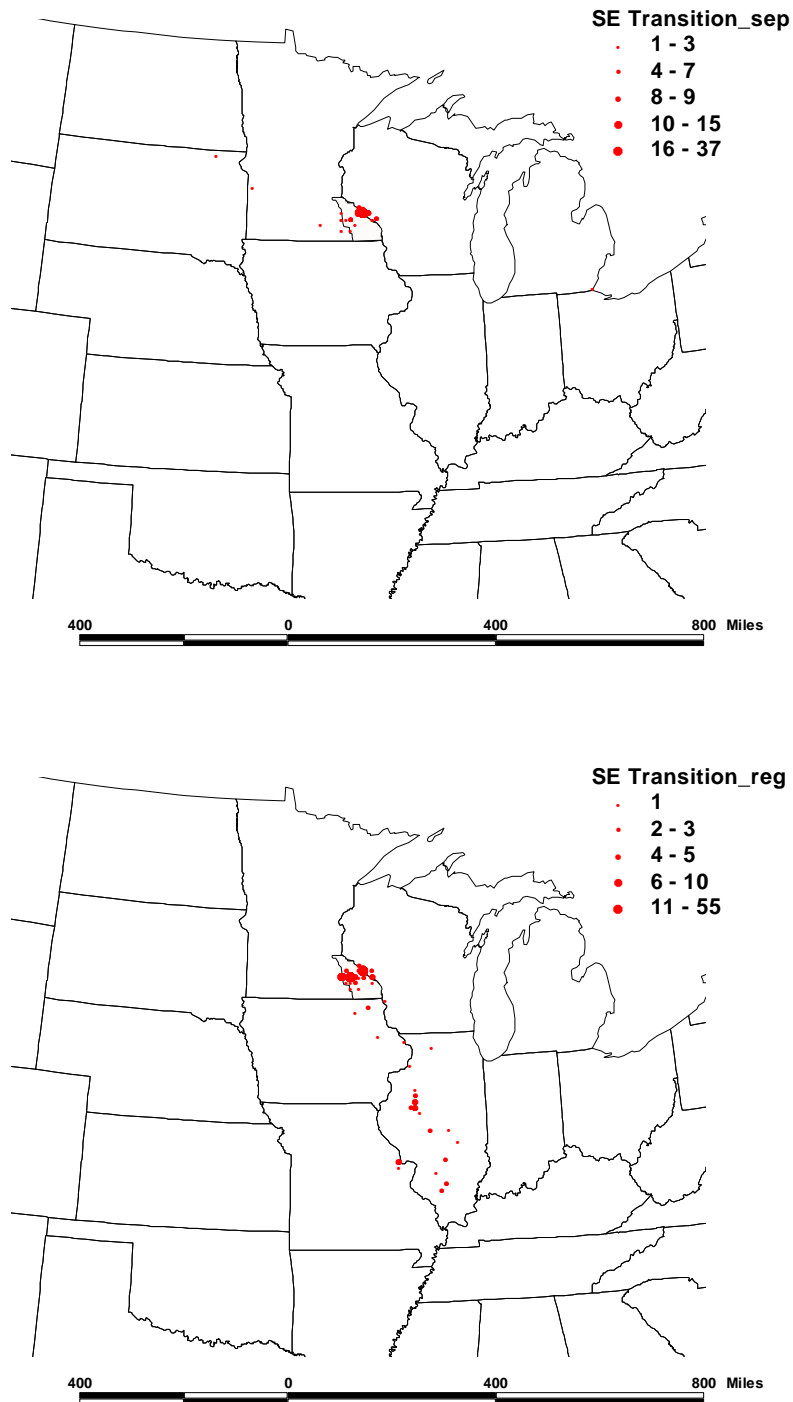 SE Transition_sep
1 - 3
4 - 7
8 - 9
10 - 15
16 - 37
400 0 400 800 Miles
SE Transition_reg
1
2 - 3
4 - 5
6 - 10
11 - 55
400 0 400 800 Miles